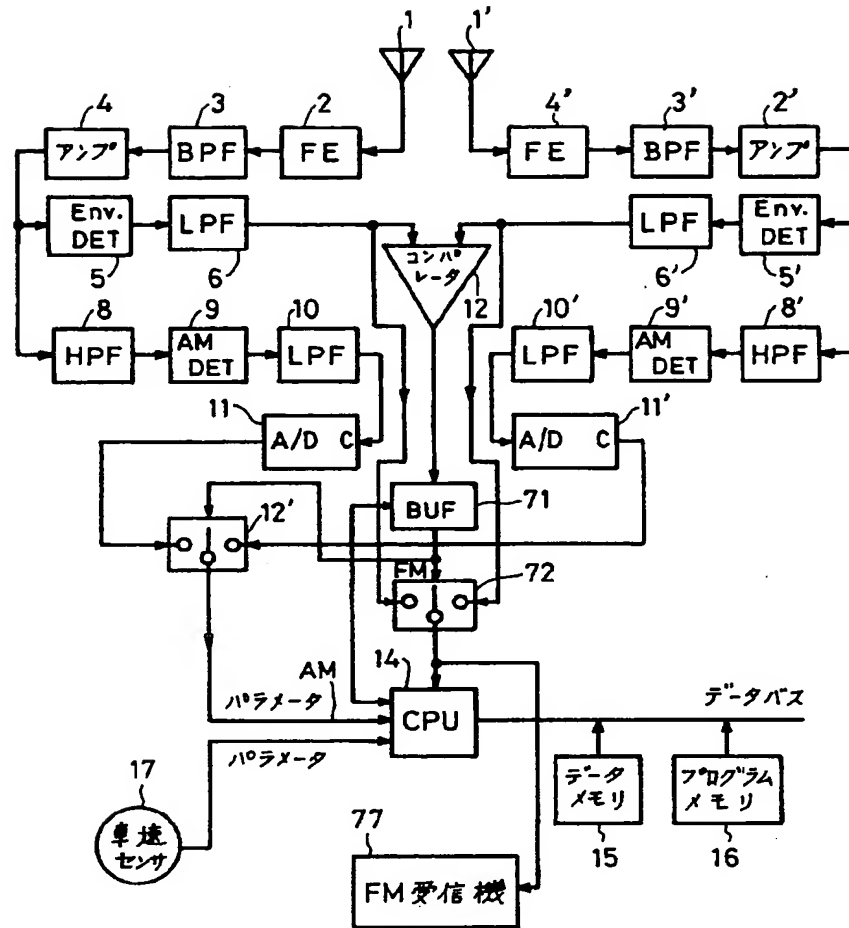 1
1'
4
3
2
4'
3'
2'
アンプ
BPF
FE
FE
BPF
アンプ
Env.
DET
LPF
LPF
Env.
DET
5
6
コンパ
レータ
12
6'
5'
8
9
10
10'
9'
8'
HPF
AM
DET
LPF
LPF
AM
DET
HPF
11
11'
A/D C
A/D C
12'
BUF
71
FM
72
14
AM
パラメータ
CPU
データバス
パラメータ
17
車速
センサ
データ
メモリ
プログラム
メモリ
15
16
77
FM受信機